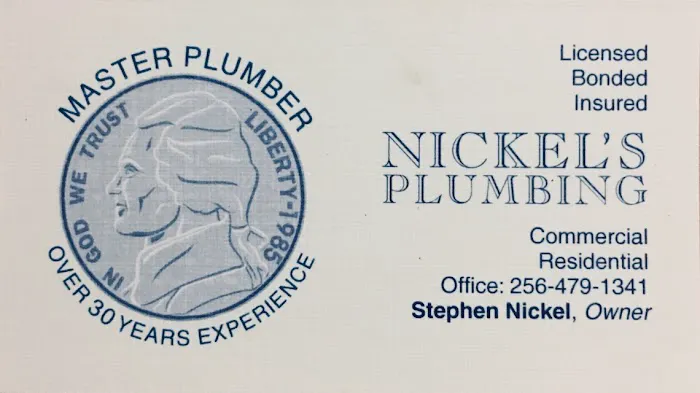 MASTER PLUMBER
IN GOD WE TRUST
LIBERTY-1985
OVER 30 YEARS EXPERIENCE
Licensed
Bonded
Insured
NICKEL'S
PLUMBING
Commercial
Residential
Office: 256-479-1341
Stephen Nickel, Owner